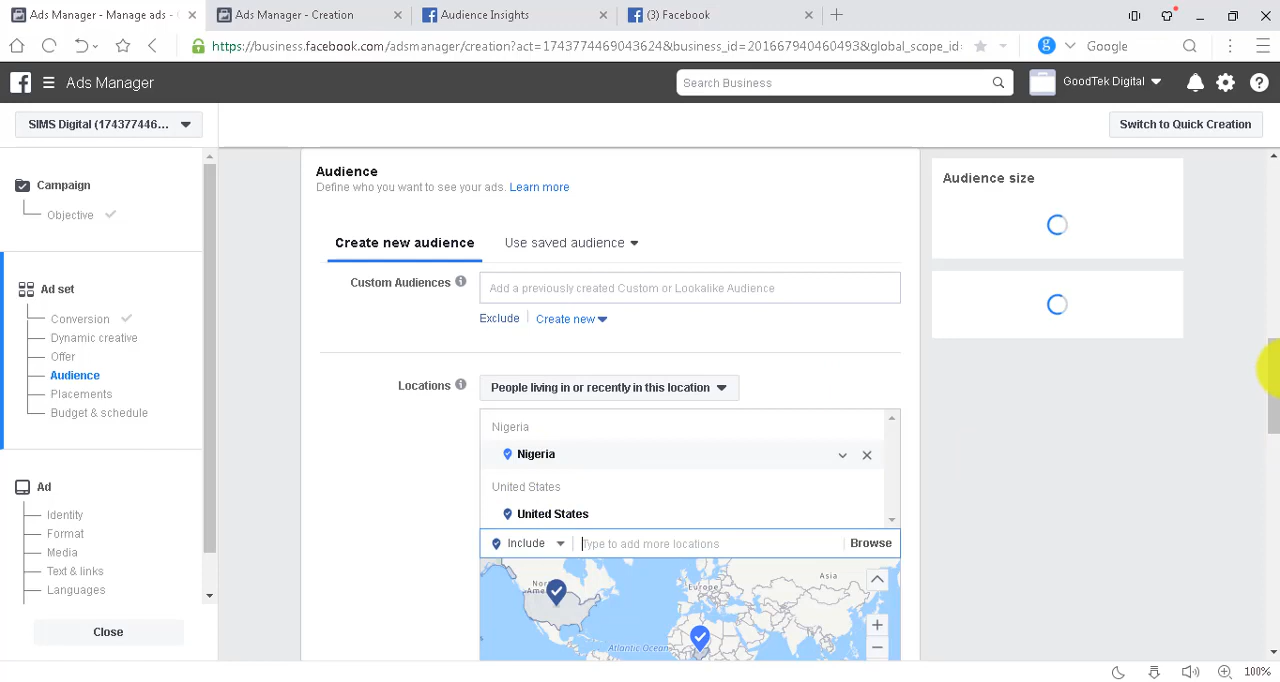 Ads Manager - Manage ads -
Ads Manager - Creation
Audience Insights
(3) Facebook
https://business.facebook.com/adsmanager/creation?act=1743774469043624&business_id=201667940460493&global_scope_id=
Google
Ads Manager
Search Business
GoodTek Digital
SIMS Digital (174377446...
Switch to Quick Creation
Campaign
Objective
Ad set
Conversion
Dynamic creative
Offer
Audience
Placements
Budget & schedule
Ad
Identity
Format
Media
Text & links
Languages
Close
Audience
Define who you want to see your ads. Learn more
Create new audience
Use saved audience
Custom Audiences
Add a previously created Custom or Lookalike Audience
Exclude
Create new
Locations
People living in or recently in this location
Nigeria
Nigeria
United States
United States
Include
Type to add more locations
Browse
Europe
Asia
Atlantic Ocean
Audience size
100%